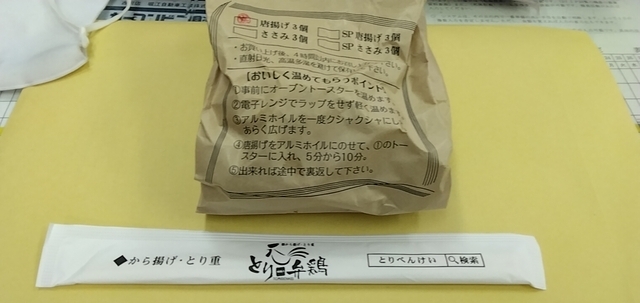 唐揚げ3個
SP 唐揚げ3個
ささみ3個
SP ささみ3個
【おいしく温めてもらうポイント】
①事前にオーブントースターを温めます。
②電子レンジでラップをせず軽く温めます
③アルミホイルを一度クシャクシャにし
あらく広げます。
④唐揚げをアルミホイルにのせて、①のトー
スターに入れ、5分から10分。
⑤出来れば途中で裏返して下さい。
◆から揚げ・とり重
とり弁鶏
とりべんけい 検索